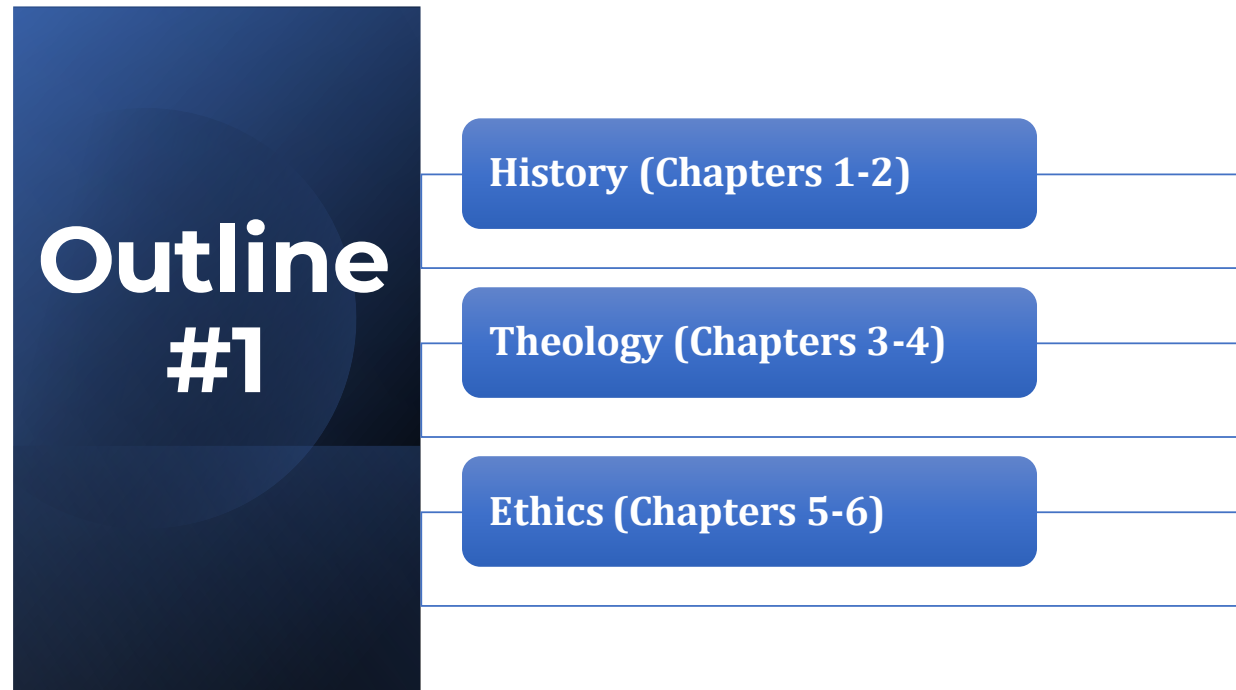 Outline
#1
History (Chapters 1-2)
Theology (Chapters 3-4)
Ethics (Chapters 5-6)